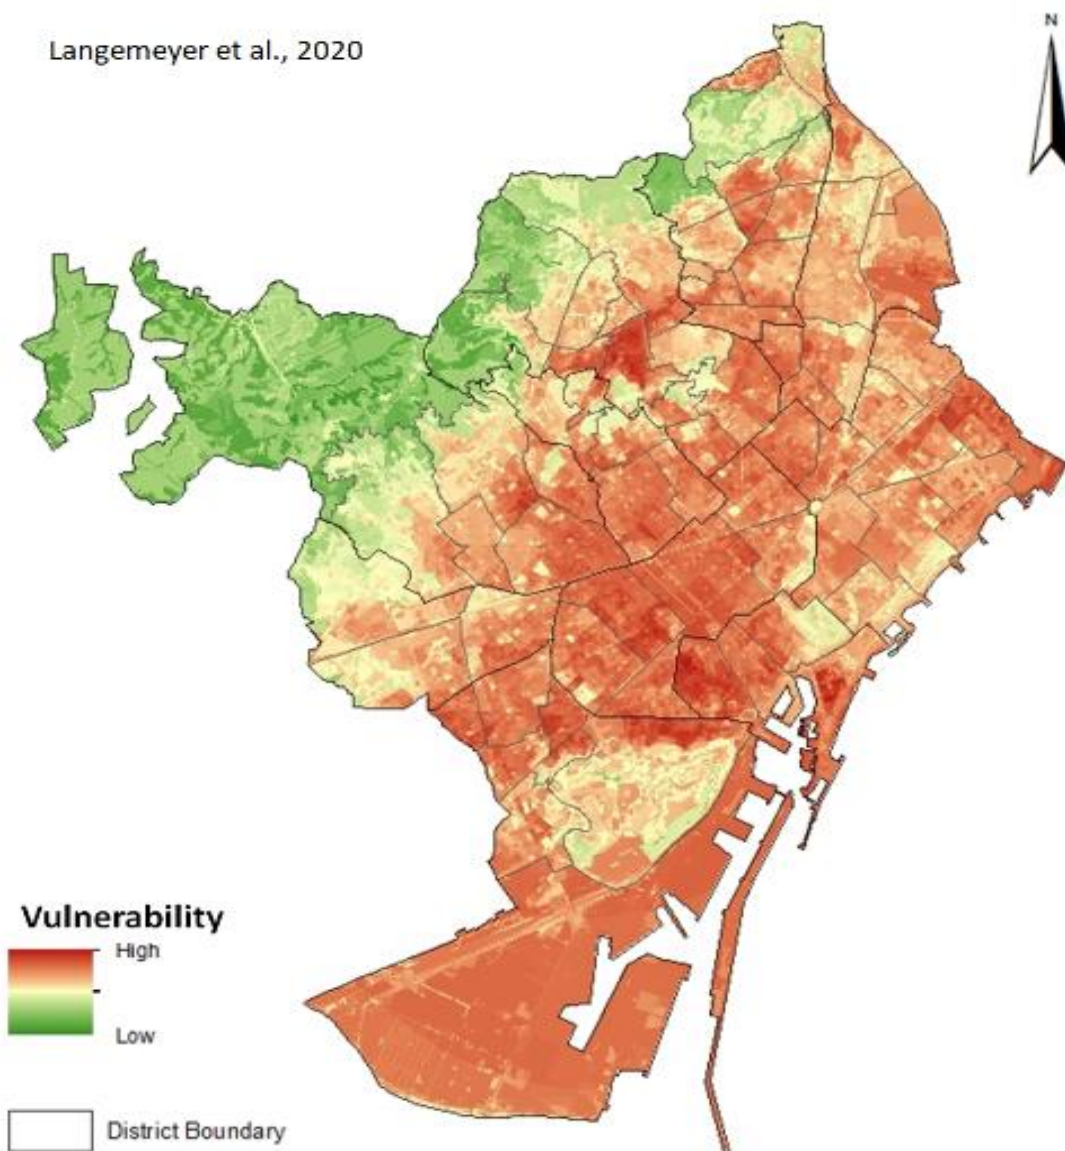 Langemeyer et al., 2020
N
Vulnerability
High
Low
District Boundary